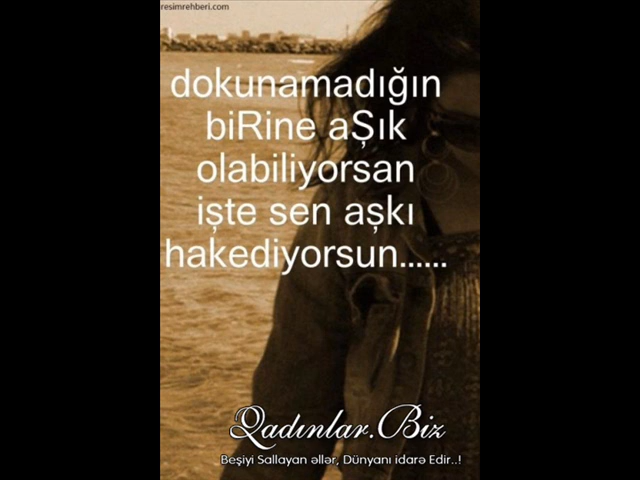 resimrehberi.com
dokunamadığın
biRine aŞık
olabiliyorsan
işte sen aşkı
hakediyorsun......
Qadınlar.Biz
Beşiyi Sallayan əllər, Dünyanı idarə Edir..!